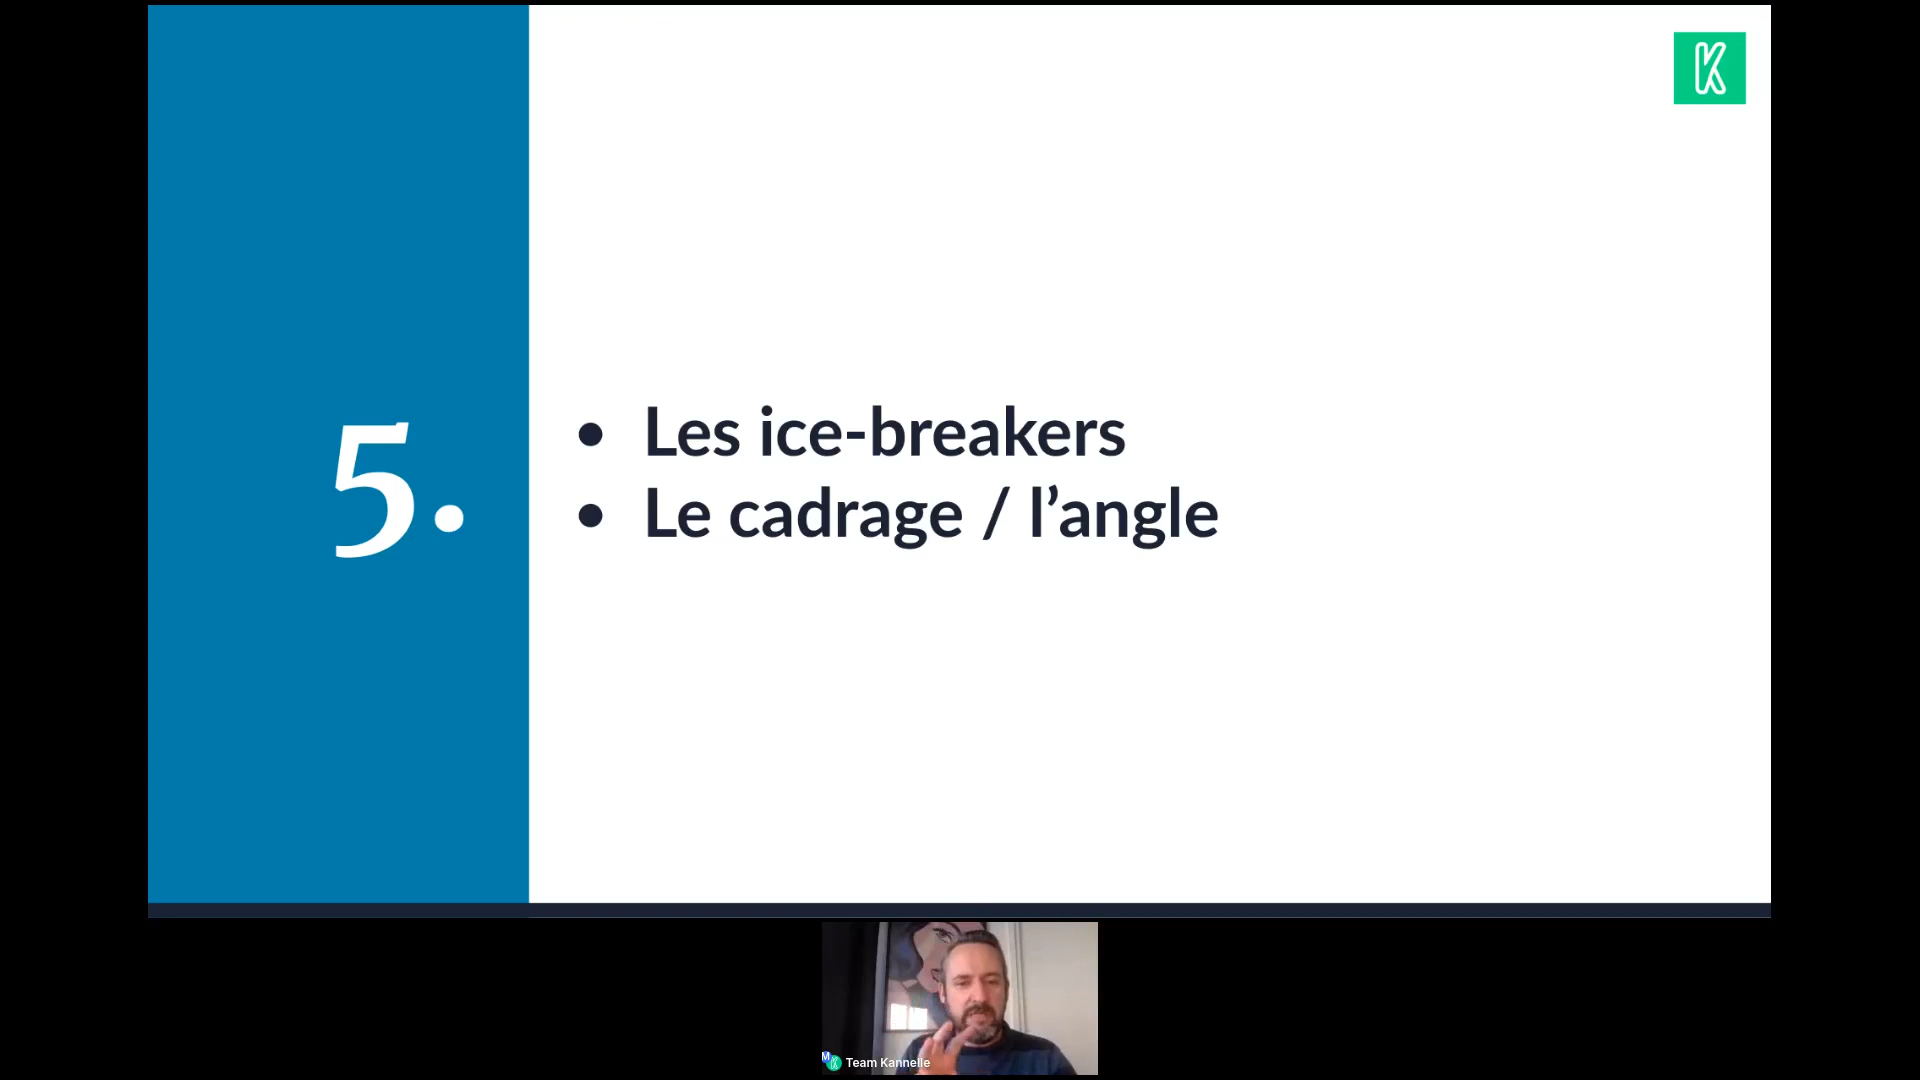 K
5.
• Les ice-breakers
• Le cadrage / l’angle
M K Team Kannelle